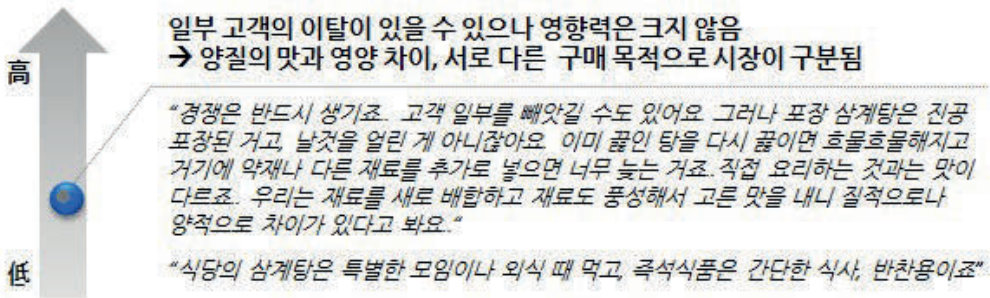 일부 고객의 이탈이 있을 수 있으나 영향력은 크지 않음
→ 양질의 맛과 영양 차이, 서로 다른 구매 목적으로 시장이 구분됨
高
"경쟁은 반드시 생기죠.. 고객 일부를 빼앗길 수도 있어요 그러나 포장 삼계탕은 진공
포장된 거고, 날것을 얼린 게 아니잖아요. 이미 끓인 탕을 다시 끓이면 흐물흐물해지고
거기에 약재나 다른 재료를 추가로 넣으면 너무 늦는 거죠..직접 요리하는 것과는 맛이
다르죠.. 우리는 재료를 새로 배합하고 재료도 풍성해서 고른 맛을 내니 질적으로나
양적으로 차이가 있다고 봐요.."
低
"식당의 삼계탕은 특별한 모임이나 외식 때 먹고, 즉석식품은 간단한 식사, 반찬용이죠"